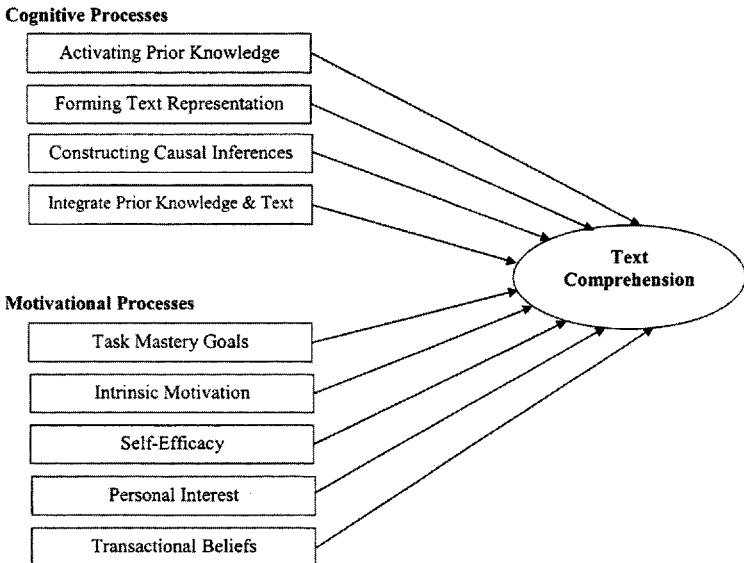 Cognitive Processes
Activating Prior Knowledge
Forming Text Representation
Constructing Causal Inferences
Integrate Prior Knowledge & Text
Text
Comprehension
Motivational Processes
Task Mastery Goals
Intrinsic Motivation
Self-Efficacy
Personal Interest
Transactional Beliefs